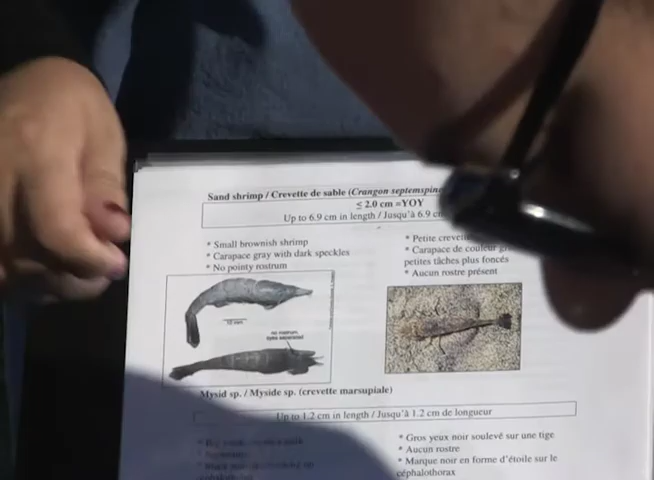 Sand shrimp / Crevette de sable (Crangon
≤ 2.0 cm =YOY
Up to 6.9 cm in length / Jusqu'à 6.9
* Small brownish shrimp
* Carapace gray with dark speckles
* No pointy rostrum
* Petite
* Carapace de couleur
petites tâches plus foncés
* Aucun rostre présent
no rostrum,
Mysid sp. / Myside sp. (crevette marsupiale)
Up to 1.2 cm in length / Jusqu'à 1.2 cm de longueur
* Gros yeux noir soulevé sur une tige
* Aucun rostre
* Marque noir en forme d'étoile sur le
céphalothorax